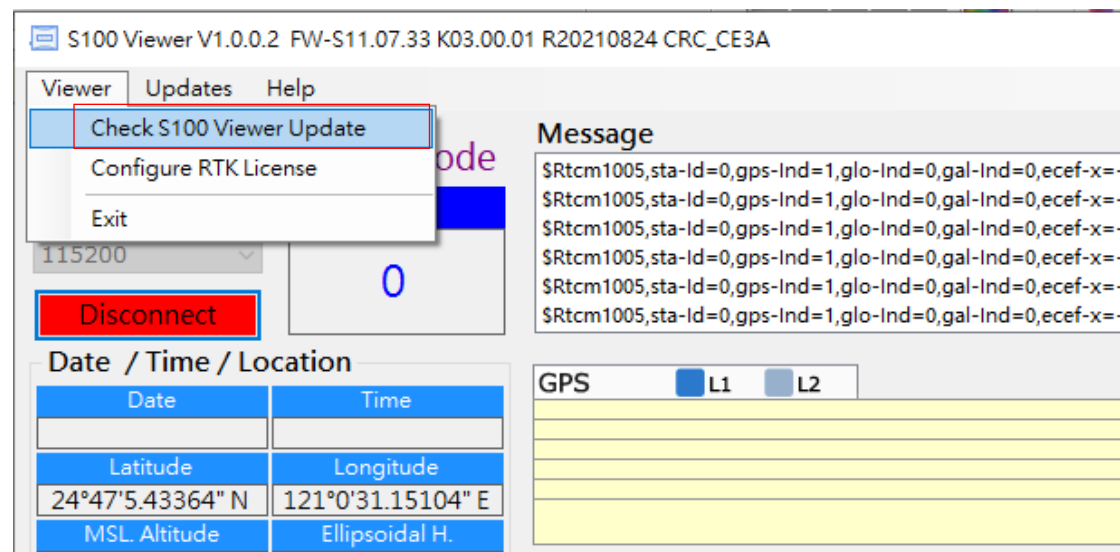 S100 Viewer V1.0.0.2 FW-S11.07.33 K03.00.01 R20210824 CRC_CE3A
Viewer Updates Help
Check S100 Viewer Update
Configure RTK License
Exit
ode
115200
0
Disconnect
Message
$Rtcm1005,sta-Id=0,gps-Ind=1,glo-Ind=0,gal-Ind=0,ecef-x=-
$Rtcm1005,sta-Id=0,gps-Ind=1,glo-Ind=0,gal-Ind=0,ecef-x=-
$Rtcm1005,sta-Id=0,gps-Ind=1,glo-Ind=0,gal-Ind=0,ecef-x=-
$Rtcm1005,sta-Id=0,gps-Ind=1,glo-Ind=0,gal-Ind=0,ecef-x=-
$Rtcm1005,sta-Id=0,gps-Ind=1,glo-Ind=0,gal-Ind=0,ecef-x=-
$Rtcm1005,sta-Id=0,gps-Ind=1,glo-Ind=0,gal-Ind=0,ecef-x=-
Date / Time / Location
Date Time
Latitude Longitude
24°47'5.43364" N 121°0'31.15104" E
MSL. Altitude Ellipsoidal H.
GPS L1 L2